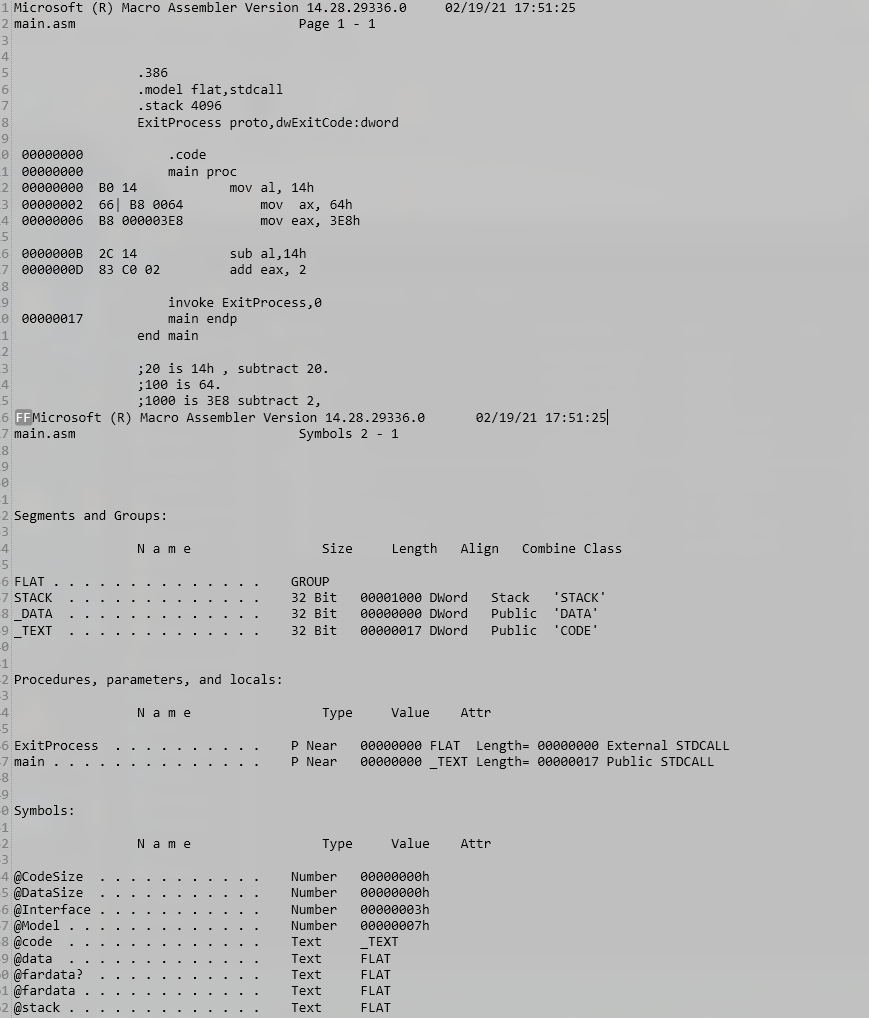 1 Microsoft (R) Macro Assembler Version 14.28.29336.0     02/19/21 17:51:25
2 main.asm                             Page 1 - 1
3
4
5                 .386
6                 .model flat,stdcall
7                 .stack 4096
8                 ExitProcess proto,dwExitCode:dword
9
0  00000000           .code
1  00000000           main proc
2  00000000  B0 14            mov al, 14h
3  00000002  66| B8 0064          mov  ax, 64h
4  00000006  B8 000003E8          mov eax, 3E8h
5
6  0000000B  2C 14            sub al,14h
7  0000000D  83 C0 02         add eax, 2
8
9                     invoke ExitProcess,0
0  00000017           main endp
1                 end main
2
3                 ;20 is 14h , subtract 20.
4                 ;100 is 64.
5                 ;1000 is 3E8 subtract 2,
6 FFMicrosoft (R) Macro Assembler Version 14.28.29336.0      02/19/21 17:51:25
7 main.asm                             Symbols 2 - 1
8
9
0
1
2 Segments and Groups:
3
4                 N a m e                 Size     Length   Align   Combine Class
5
6 FLAT . . . . . . . . . . . . . .    GROUP
7 STACK . . . . . . . . . . . . . .    32 Bit   00001000 DWord   Stack   'STACK'
8 _DATA . . . . . . . . . . . . . .    32 Bit   00000000 DWord   Public  'DATA'
9 _TEXT . . . . . . . . . . . . . .    32 Bit   00000017 DWord   Public  'CODE'
0
1
2 Procedures, parameters, and locals:
3
4                 N a m e                 Type     Value    Attr
5
6 ExitProcess  . . . . . . . . . .    P Near   00000000 FLAT  Length= 00000000 External STDCALL
7 main . . . . . . . . . . . . . .    P Near   00000000 _TEXT Length= 00000017 Public STDCALL
8
9
0 Symbols:
1
2                 N a m e                 Type     Value    Attr
3
4 @CodeSize  . . . . . . . . . . .    Number   00000000h
5 @DataSize  . . . . . . . . . . .    Number   00000000h
6 @Interface . . . . . . . . . . .    Number   00000003h
7 @Model . . . . . . . . . . . . .    Number   00000007h
8 @code  . . . . . . . . . . . . .    Text     _TEXT
9 @data  . . . . . . . . . . . . .    Text     FLAT
0 @fardata?  . . . . . . . . . . .    Text     FLAT
1 @fardata . . . . . . . . . . . .    Text     FLAT
2 @stack . . . . . . . . . . . . .    Text     FLAT